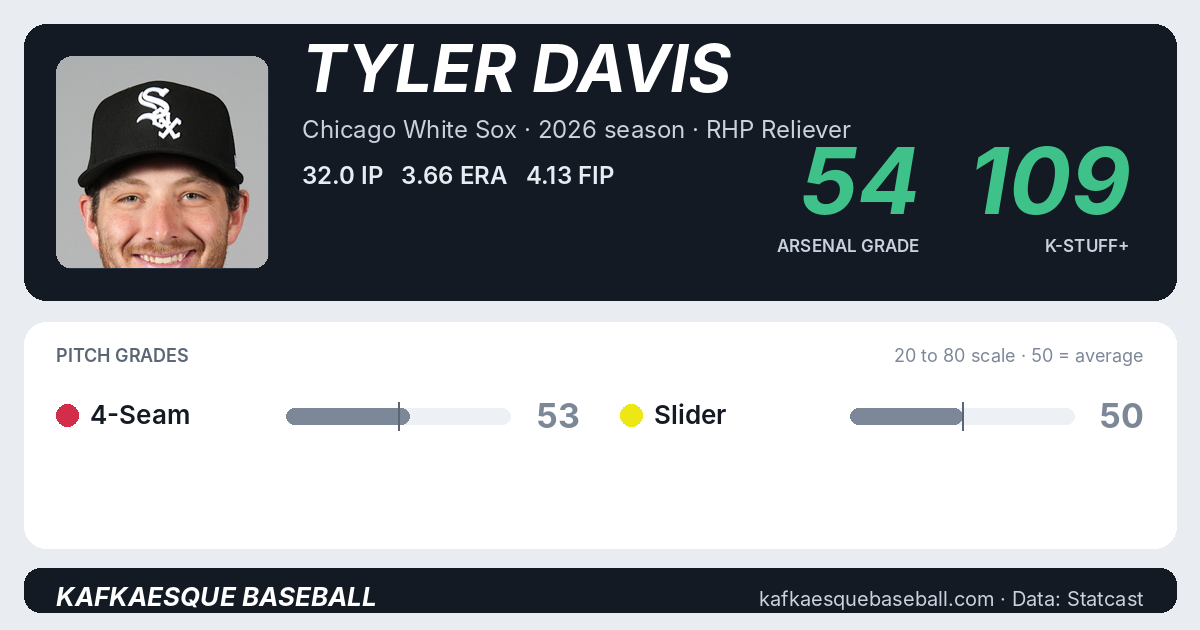 TYLER DAVIS
Chicago White Sox · 2026 season · RHP Reliever
32.0 IP 3.66 ERA 4.13 FIP
54 109
ARSENAL GRADE K-STUFF+
Sox
PITCH GRADES 20 to 80 scale · 50 = average
4-Seam 53 Slider 50
KAFKAESQUE BASEBALL kafkaesquebaseball.com · Data: Statcast